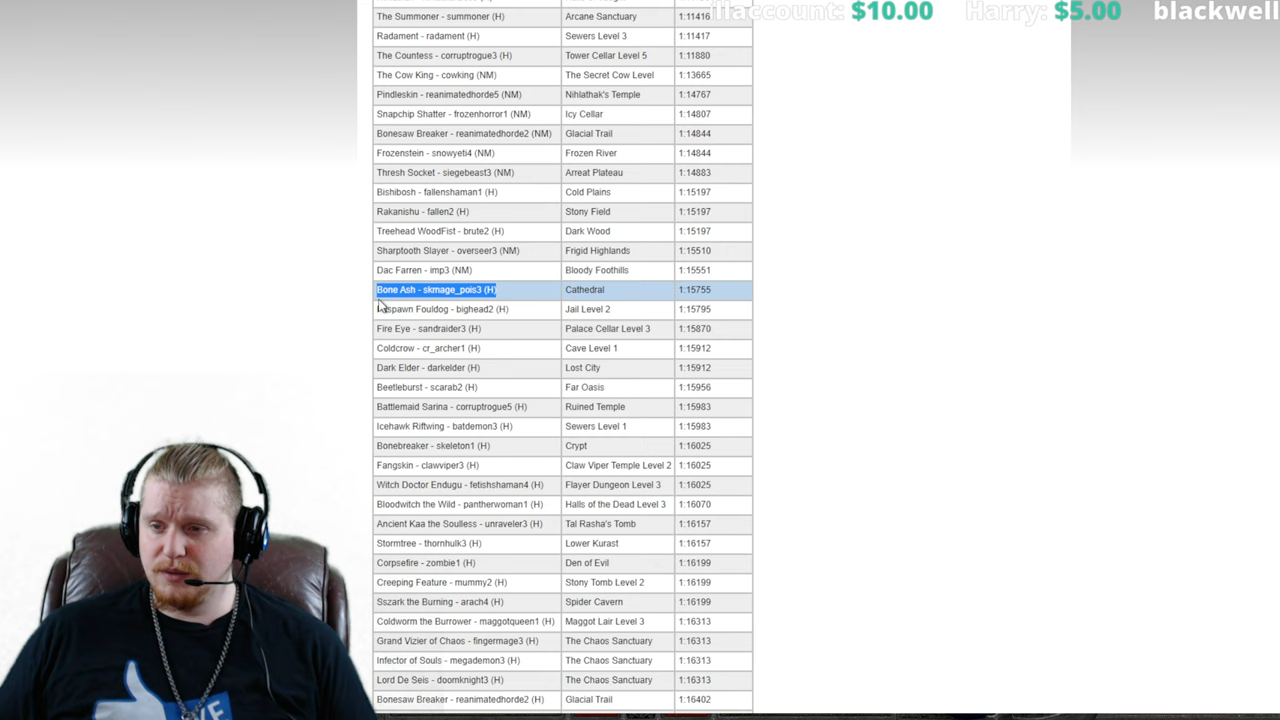 account: $10.00 Harry: $5.00 blackwell
The Summoner - summoner (H) Arcane Sanctuary 1:11416
Radament - radament (H) Sewers Level 3 1:11417
The Countess - corruptrogue3 (H) Tower Cellar Level 5 1:11880
The Cow King - cowking (NM) The Secret Cow Level 1:13665
Pindleskin - reanimatedhorde5 (NM) Nihlathak's Temple 1:14767
Snapchip Shatter - frozenhorror1 (NM) Icy Cellar 1:14807
Bonesaw Breaker - reanimatedhorde2 (NM) Glacial Trail 1:14844
Frozenstein - snowyeti4 (NM) Frozen River 1:14844
Thresh Socket - siegebeast3 (NM) Arreat Plateau 1:14883
Bishibosh - fallenshaman1 (H) Cold Plains 1:15197
Rakanishu - fallen2 (H) Stony Field 1:15197
Treehead WoodFist - brute2 (H) Dark Wood 1:15197
Sharptooth Slayer - overseer3 (NM) Frigid Highlands 1:15510
Dac Farren - imp3 (NM) Bloody Foothills 1:15551
Bone Ash - skmage_pois3 (H) Cathedral 1:15755
Fouldog - bighead2 (H) Jail Level 2 1:15795
Fire Eye - sandraider3 (H) Palace Cellar Level 3 1:15870
Coldcrow - cr_archer1 (H) Cave Level 1 1:15912
Dark Elder - darkelder (H) Lost City 1:15912
Beetleburst - scarab2 (H) Far Oasis 1:15956
Battlemaid Sarina - corruptrogue5 (H) Ruined Temple 1:15983
Icehawk Riftwing - batdemon3 (H) Sewers Level 1 1:15983
Bonebreaker - skeleton1 (H) Crypt 1:16025
Fangskin - clawviper3 (H) Claw Viper Temple Level 2 1:16025
Witch Doctor Endugu - fetishshaman4 (H) Flayer Dungeon Level 3 1:16025
Bloodwitch the Wild - pantherwoman1 (H) Halls of the Dead Level 3 1:16070
Ancient Kaa the Soulless - unraveler3 (H) Tal Rasha's Tomb 1:16157
Stormtree - thornhulk3 (H) Lower Kurast 1:16157
Corpsefire - zombie1 (H) Den of Evil 1:16199
Creeping Feature - mummy2 (H) Stony Tomb Level 2 1:16199
Sszark the Burning - arach4 (H) Spider Cavern 1:16199
Coldworm the Burrower - maggotqueen1 (H) Maggot Lair Level 3 1:16313
Grand Vizier of Chaos - fingermage3 (H) The Chaos Sanctuary 1:16313
Infector of Souls - megademon3 (H) The Chaos Sanctuary 1:16313
Lord De Seis - doomknight3 (H) The Chaos Sanctuary 1:16313
Bonesaw Breaker - reanimatedhorde2 (H) Glacial Trail 1:16402